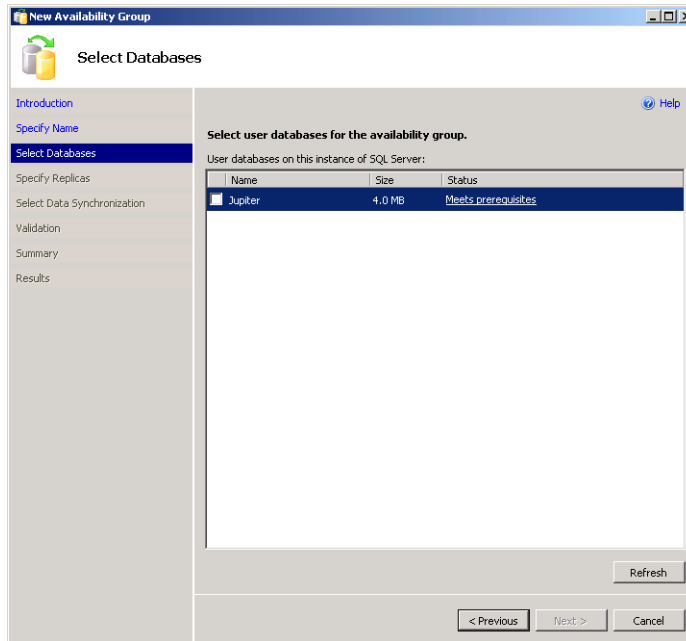 New Availability Group
Select Databases
Introduction
Specify Name
Select Databases
Specify Replicas
Select Data Synchronization
Validation
Summary
Results
Help
Select user databases for the availability group.
User databases on this instance of SQL Server:
Name Size Status
Jupiter 4.0 MB Meets prerequisites
Refresh
< Previous Next > Cancel